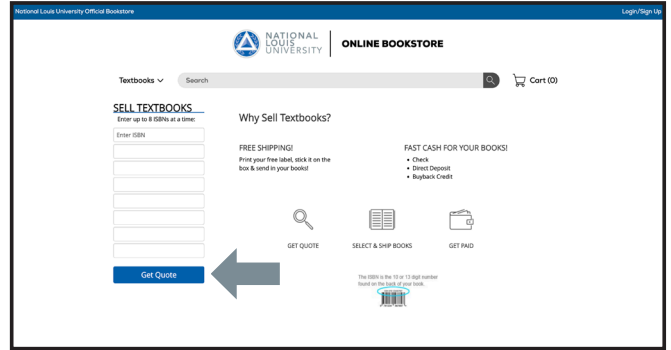 National Louis University Official Bookstore
Login/Sign Up
NATIONAL
LOUIS
UNIVERSITY
ONLINE BOOKSTORE
Textbooks
Search
Cart (0)
SELL TEXTBOOKS
Enter up to 8 ISBNs at a time:
Enter ISBN
Get Quote
Why Sell Textbooks?
FREE SHIPPING!
Print your free label, stick it on the
box & send in your books!
FAST CASH FOR YOUR BOOKS!
• Check
• Direct Deposit
• Buyback Credit
GET QUOTE
SELECT & SHIP BOOKS
GET PAID
The ISBN is the 10 or 13 digit number
found on the back of your book.